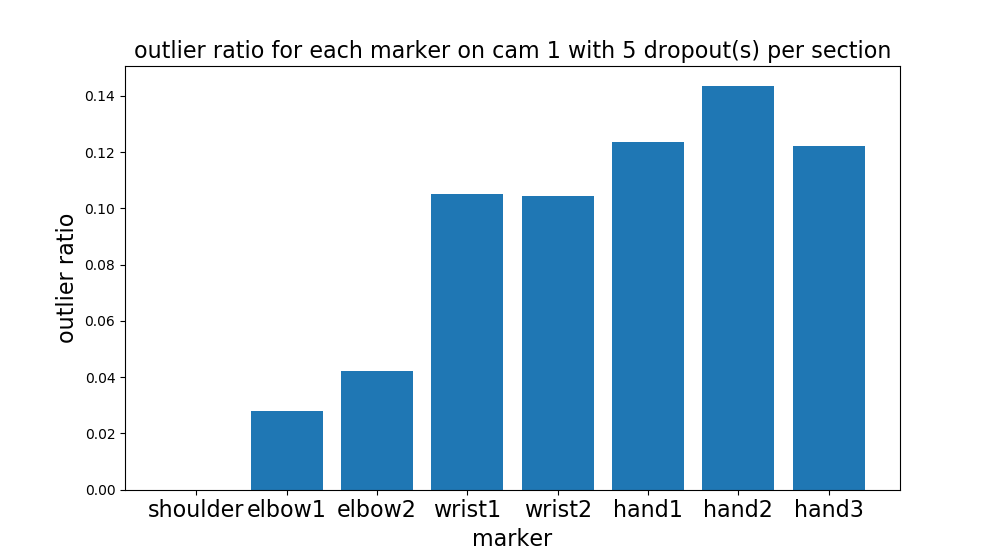 outlier ratio for each marker on cam 1 with 5 dropout(s) per section
0.14
0.12
0.10
0.08
0.06
0.04
0.02
0.00
outlier ratio
shoulder elbow1 elbow2 wrist1 wrist2 hand1 hand2 hand3
marker